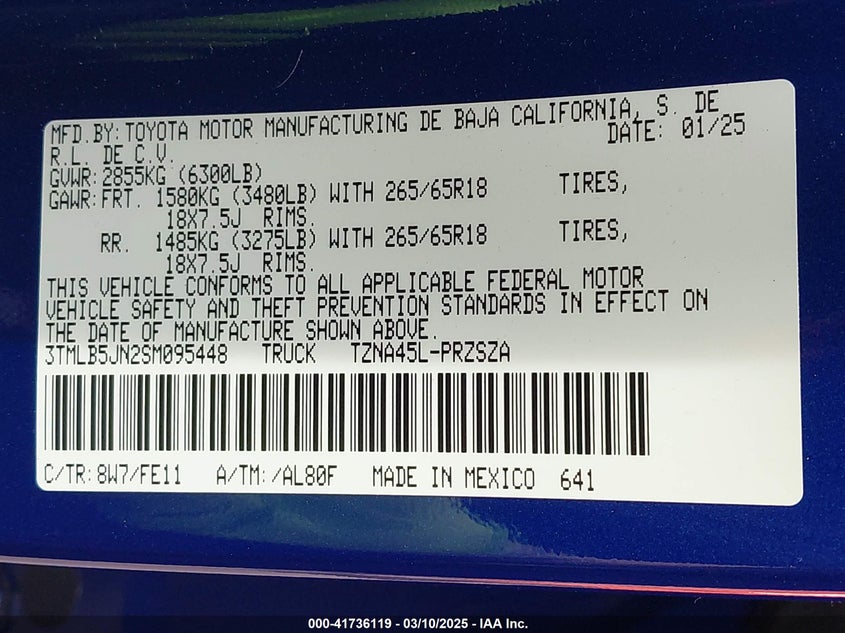 MFD.BY:TOYOTA MOTOR MANUFACTURING DE BAJA CALIFORNIA, S. DE
R.L. DE C.V. DATE: 01/25
GVWR:2855KG (6300LB)
GAWR:FRT. 1580KG (3480LB) WITH 265/65R18 TIRES,
18X7.5J RIMS.
RR. 1485KG (3275LB) WITH 265/65R18 TIRES,
18X7.5J RIMS.
THIS VEHICLE CONFORMS TO ALL APPLICABLE FEDERAL MOTOR
VEHICLE SAFETY AND THEFT PREVENTION STANDARDS IN EFFECT ON
THE DATE OF MANUFACTURE SHOWN ABOVE.
3TMLB5JN2SM095448 TRUCK TZNA45L-PRZSZA
C/TR:8W7/FE11 A/TM:/AL80F MADE IN MEXICO 641
000-41736119 - 03/10/2025 - IAA Inc.